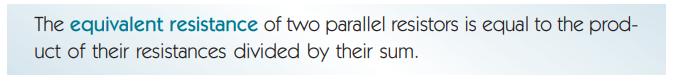 The equivalent resistance of two parallel resistors is equal to the prod-
uct of their resistances divided by their sum.